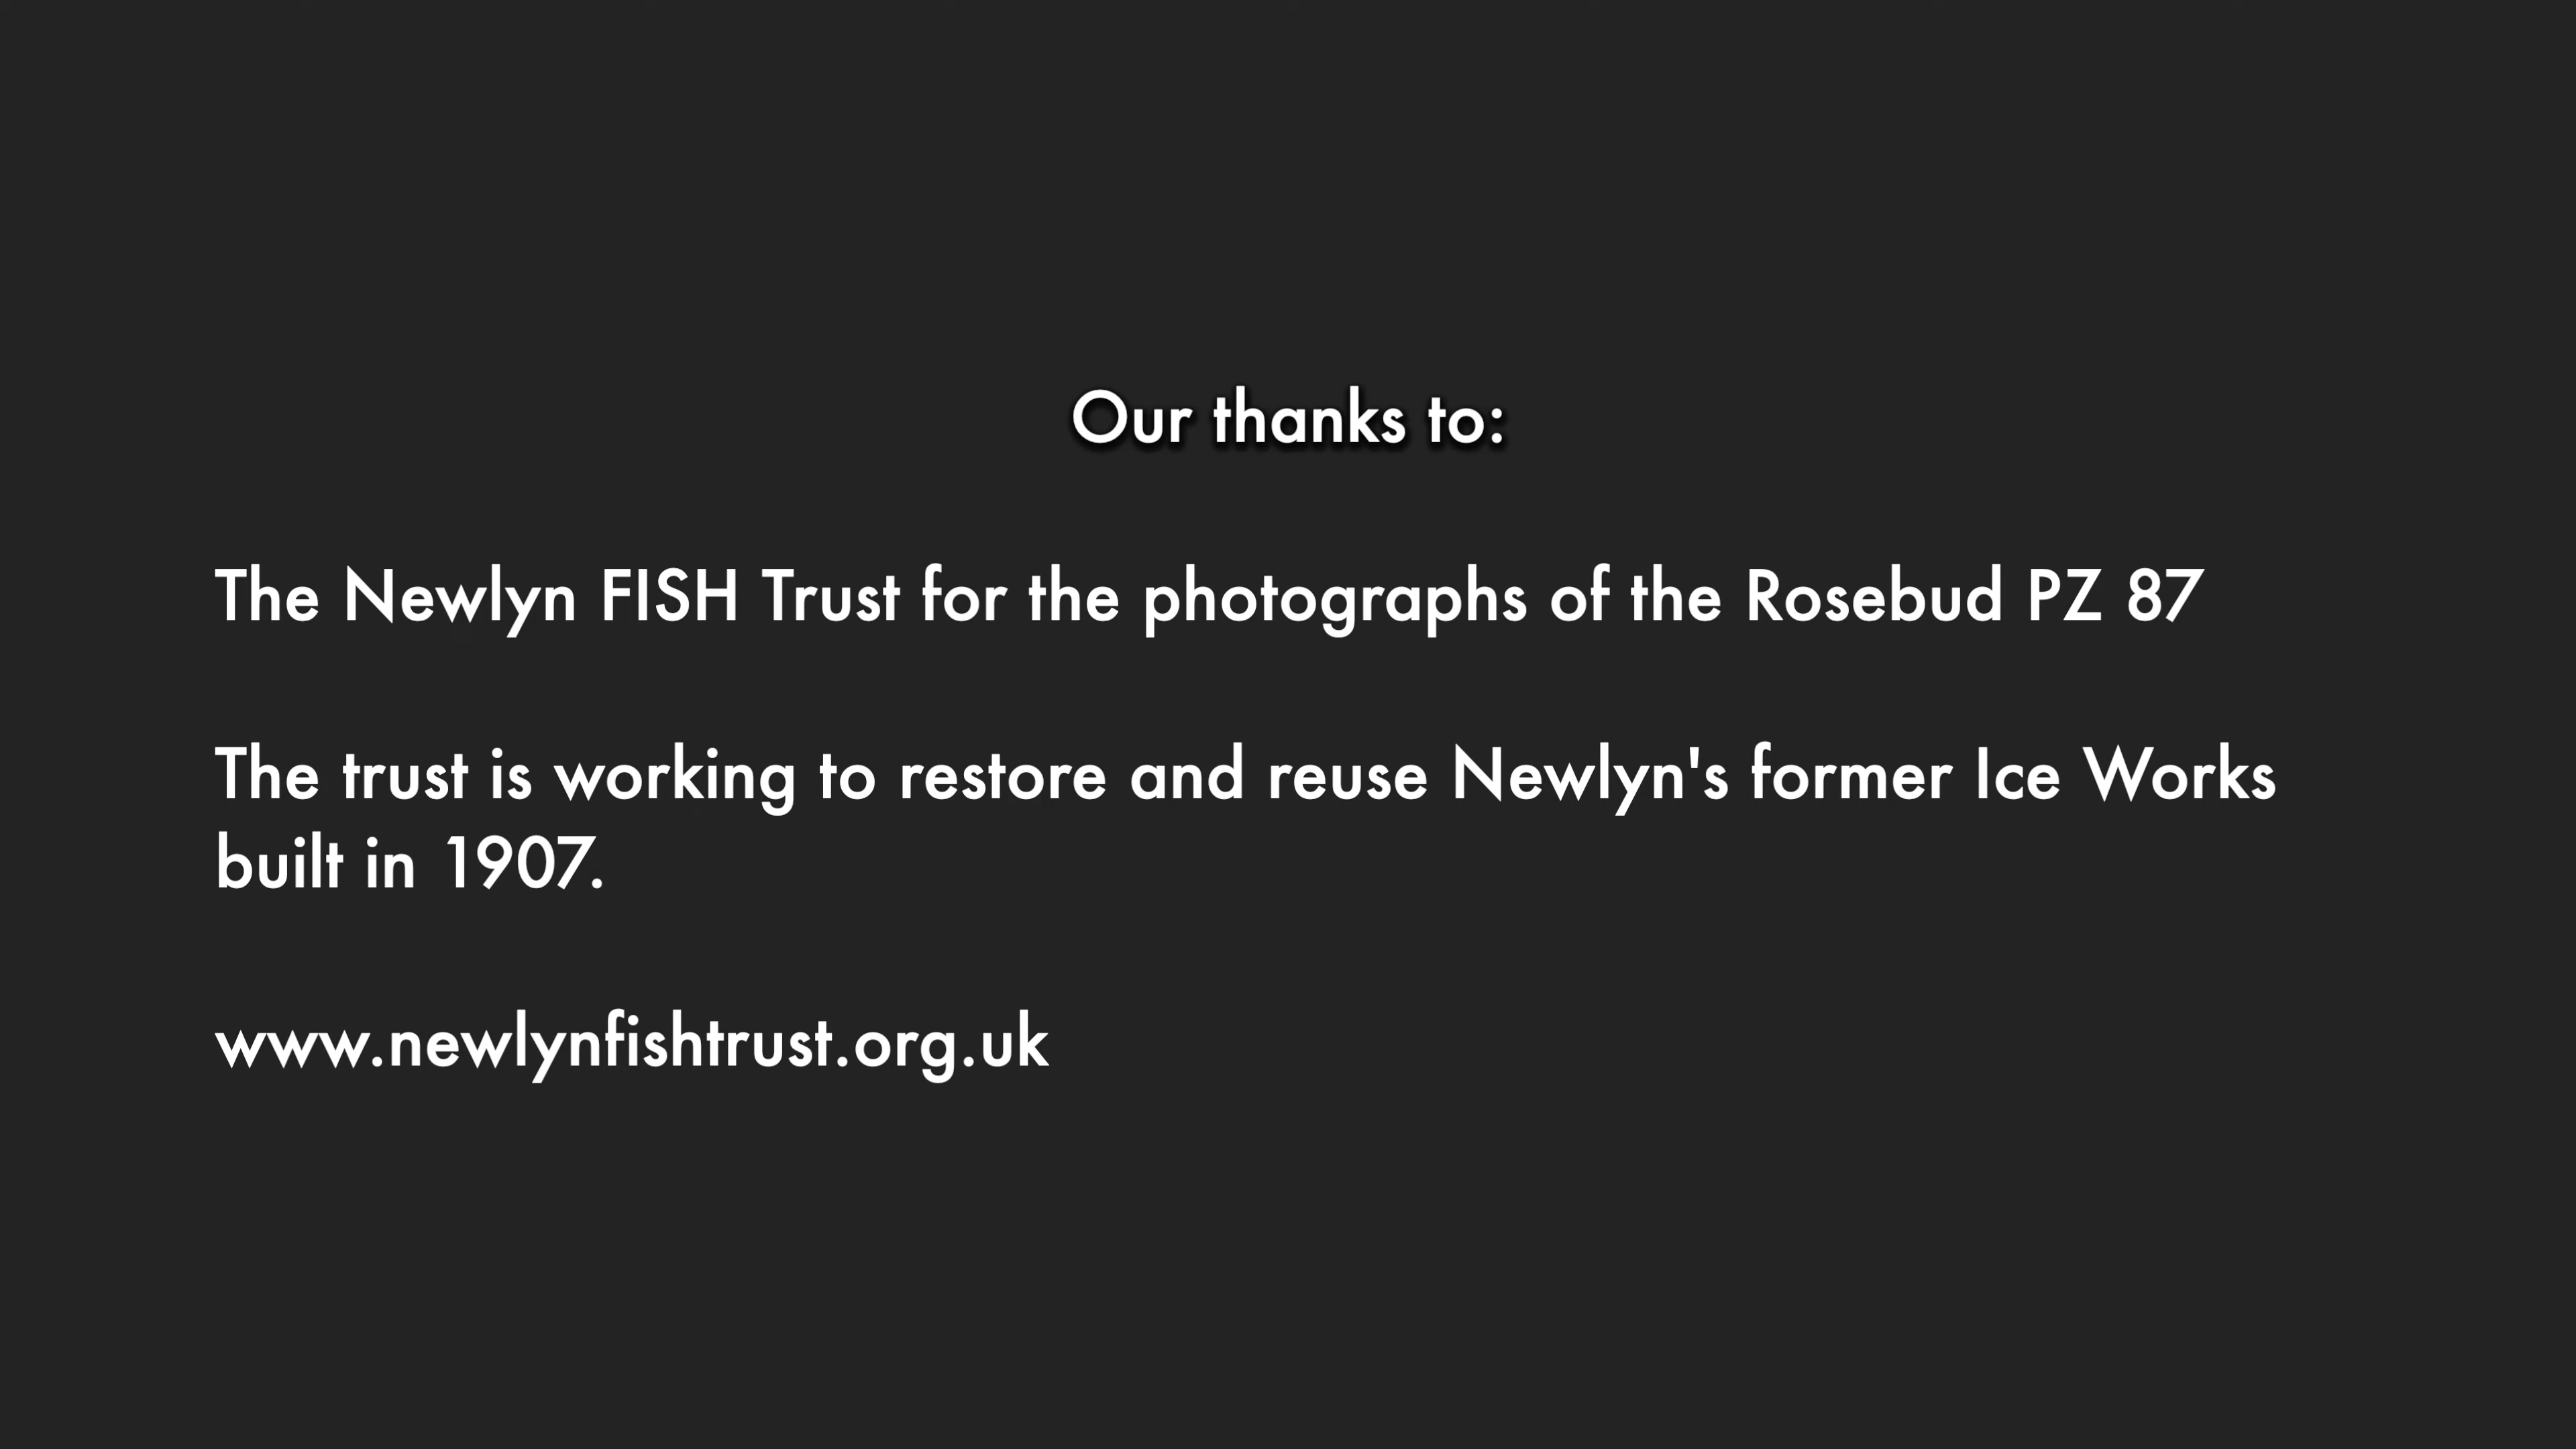 Our thanks to:
The Newlyn FISH Trust for the photographs of the Rosebud PZ 87
The trust is working to restore and reuse Newlyn's former Ice Works
built in 1907.
www.newlynfishtrust.org.uk